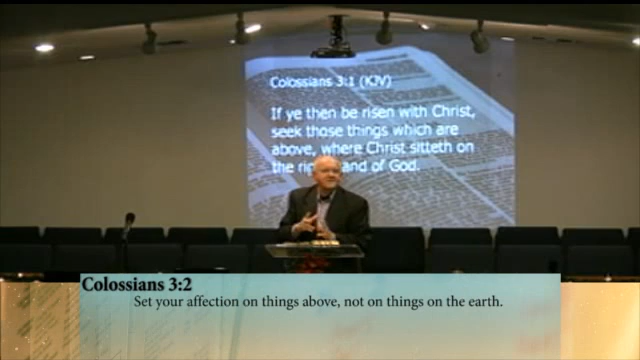 Colossians 3:1 (KJV)
If ye then be risen with Christ,
seek those things which are
above, where Christ sitteth on
the and of God.
Colossians 3:2
Set your affection on things above, not on things on the earth.